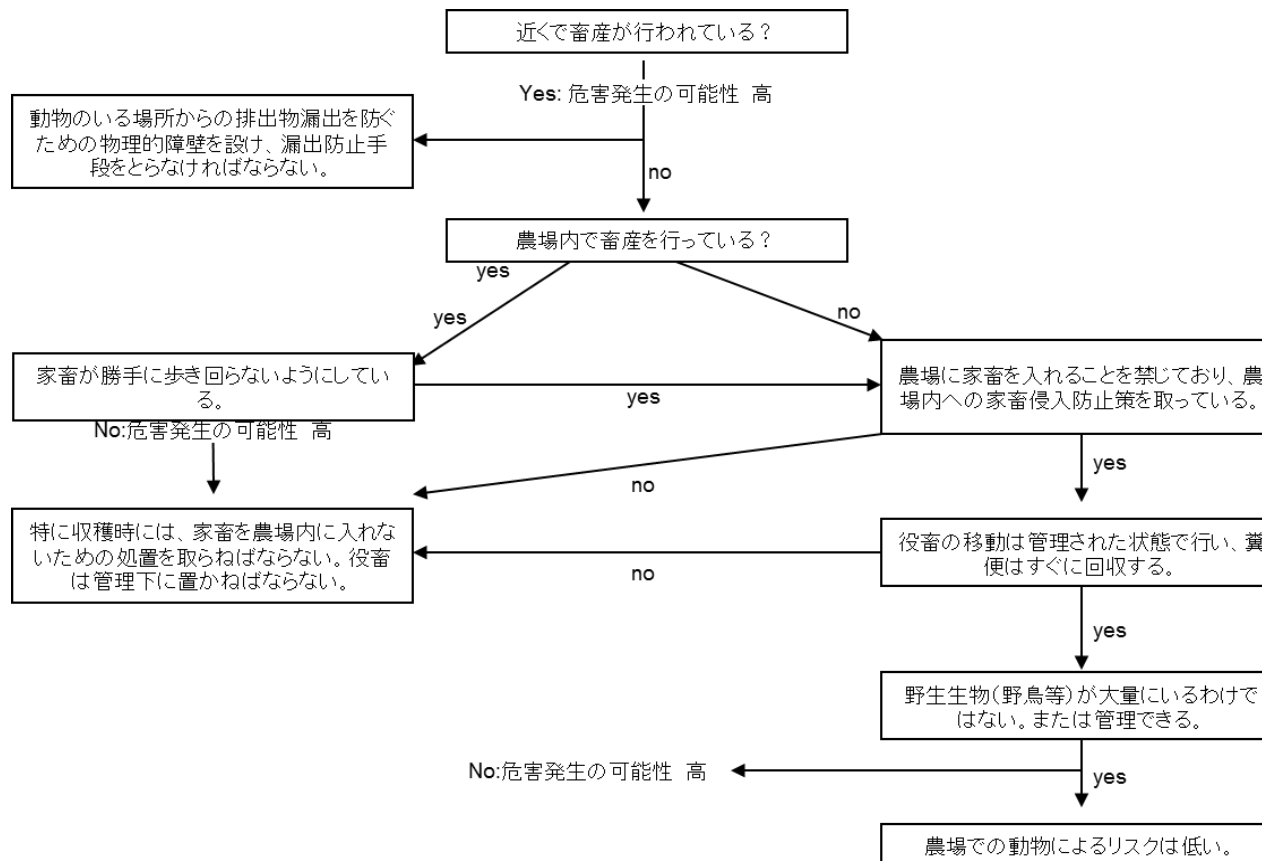 近くで畜産が行われている？
Yes: 危害発生の可能性 高
動物のいる場所からの排出物漏出を防ぐ
ための物理的障壁を設け、漏出防止手
段をとらなければならない。
no
農場内で畜産を行っている？
yes
yes
no
家畜が勝手に歩き回らないようにしてい
る。
yes
農場に家畜を入れることを禁じており、農
場内への家畜侵入防止策を取っている。
No:危害発生の可能性 高
no
yes
特に収穫時には、家畜を農場内に入れな
いための処置を取らねばならない。役畜
は管理下に置かねばならない。
no
役畜の移動は管理された状態で行い、糞
便はすぐに回収する。
yes
野生生物（野鳥等）が大量にいるわけで
はない。または管理できる。
No:危害発生の可能性 高
yes
農場での動物によるリスクは低い。